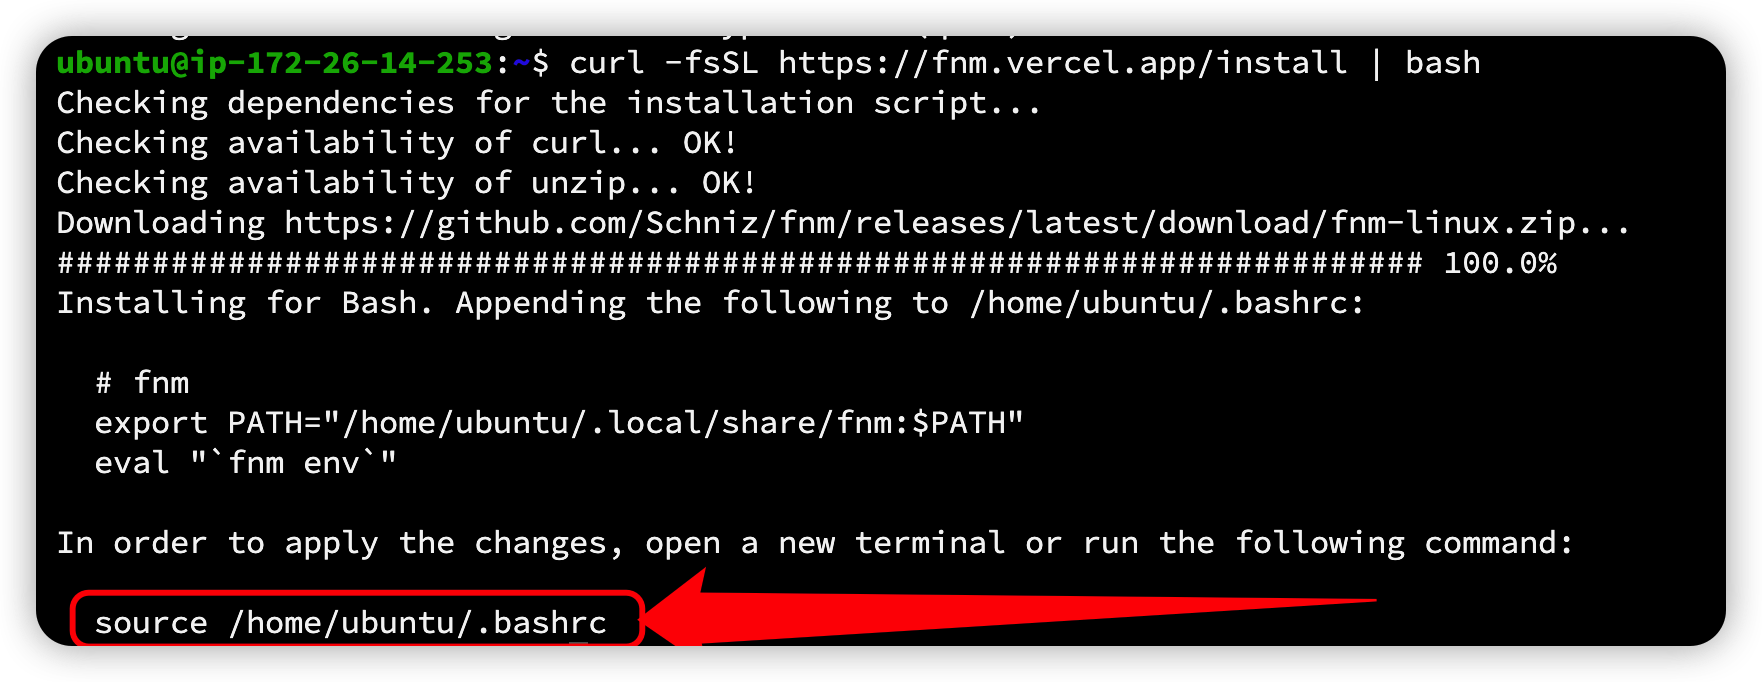 ubuntu@ip-172-26-14-253:~$ curl -fsSL https://fnm.vercel.app/install | bash
Checking dependencies for the installation script...
Checking availability of curl... OK!
Checking availability of unzip... OK!
Downloading https://github.com/Schniz/fnm/releases/latest/download/fnm-linux.zip...
######################################################################## 100.0%
Installing for Bash. Appending the following to /home/ubuntu/.bashrc:
# fnm
export PATH="/home/ubuntu/.local/share/fnm:$PATH"
eval "`fnm env`"
In order to apply the changes, open a new terminal or run the following command:
source /home/ubuntu/.bashrc